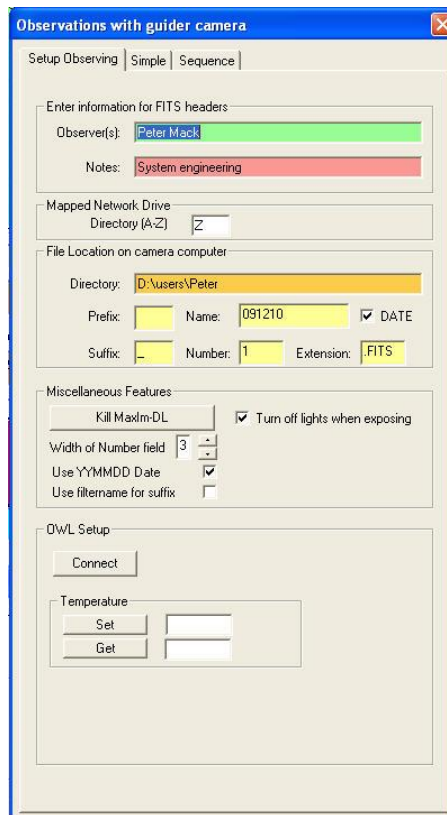 Observations with guider camera
Setup Observing Simple Sequence
Enter information for FITS headers
Observer(s): Peter Mack
Notes: System engineering
Mapped Network Drive
Directory (A-Z) Z
File Location on camera computer
Directory: D:\users\Peter
Prefix: Name: 091210 DATE
Suffix: _ Number: 1 Extension: .FITS
Miscellaneous Features
Kill MaxIm-DL Turn off lights when exposing
Width of Number field 3
Use YYMMDD Date
Use filtername for suffix
OWL Setup
Connect
Temperature
Set
Get